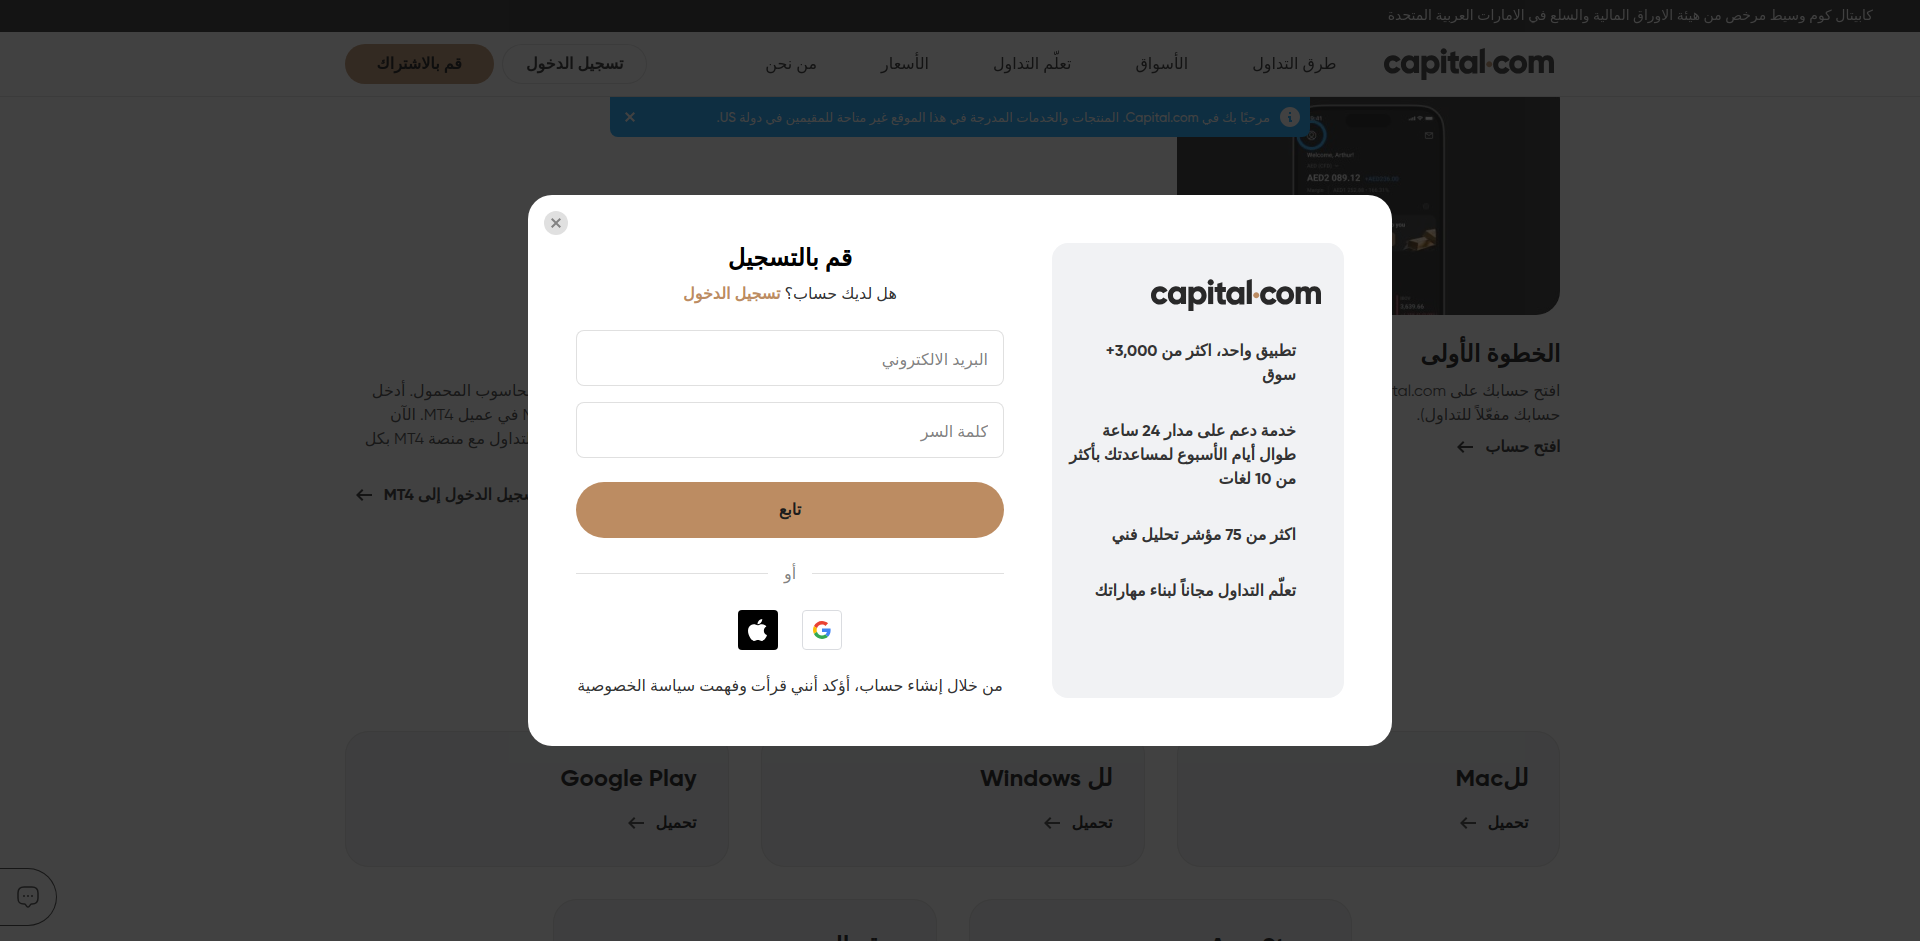 كابيتال كوم وسيط مرخص من هيئة الاوراق المالية والسلع في الامارات العربية المتحدة
capital.com
طرق التداول
الأسواق
تعلّم التداول
الأسعار
من نحن
تسجيل الدخول
قم بالاشتراك
مرحبًا بك في Capital.com. المنتجات والخدمات المدرجة في هذا الموقع غير متاحة للمقيمين في دولة US.
Welcome, Arthur!
AED2 089.12
الخطوة الأولى
افتح حسابك على
tal.com
حسابك مفعّلاً للتداول).
افتح حساب
حاسوب المحمول. أدخل
في عميل MT4. الآن
تداول مع منصة MT4 بكل
جيل الدخول إلى MT4
capital.com
تطبيق واحد، اكثر من 3,000+
سوق
خدمة دعم على مدار 24 ساعة
طوال أيام الأسبوع لمساعدتك بأكثر
من 10 لغات
اكثر من 75 مؤشر تحليل فني
تعلّم التداول مجاناً لبناء مهاراتك
قم بالتسجيل
هل لديك حساب؟ تسجيل الدخول
البريد الالكتروني
كلمة السر
تابع
أو
من خلال إنشاء حساب، أؤكد أنني قرأت وفهمت سياسة الخصوصية
للMac
تحميل
لل Windows
تحميل
Google Play
تحميل